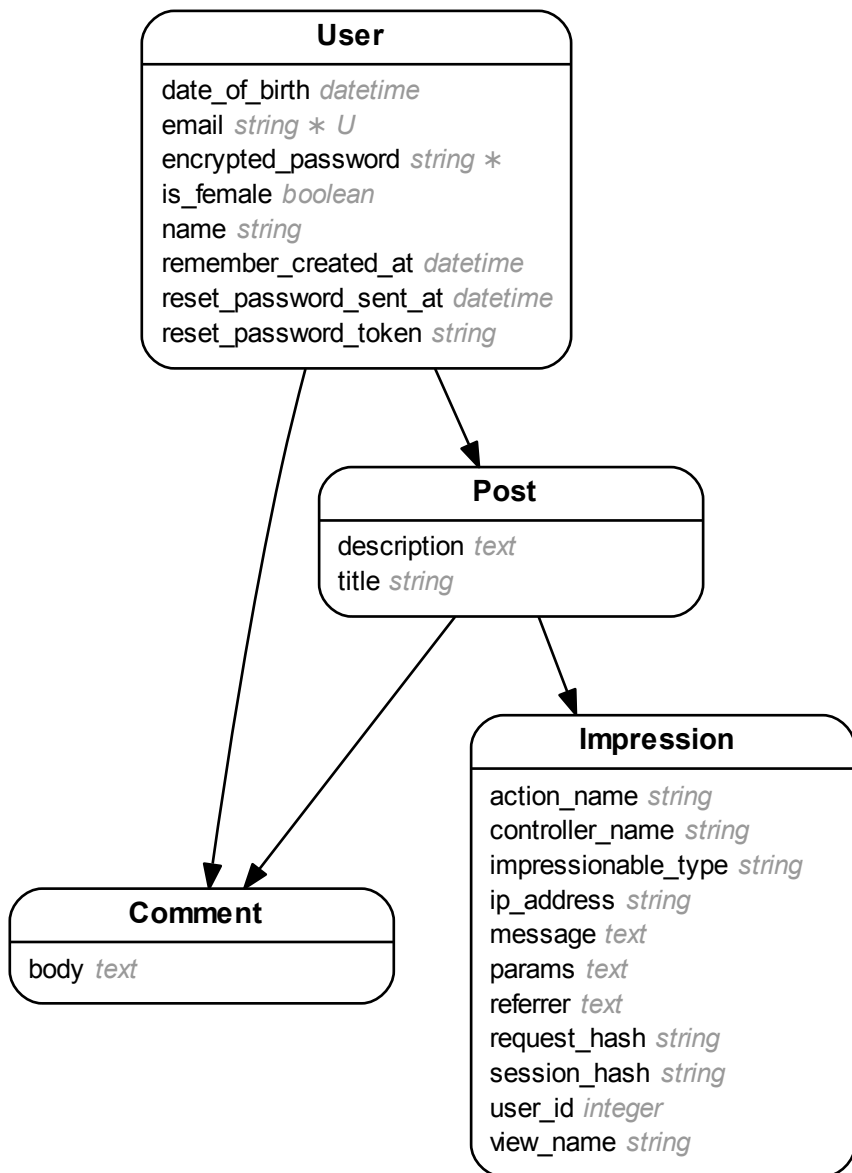 User
date_of_birth datetime
email string ∗ U
encrypted_password string ∗
is_female boolean
name string
remember_created_at datetime
reset_password_sent_at datetime
reset_password_token string
Post
description text
title string
Impression
action_name string
controller_name string
impressionable_type string
ip_address string
message text
params text
referrer text
request_hash string
session_hash string
user_id integer
view_name string
Comment
body text